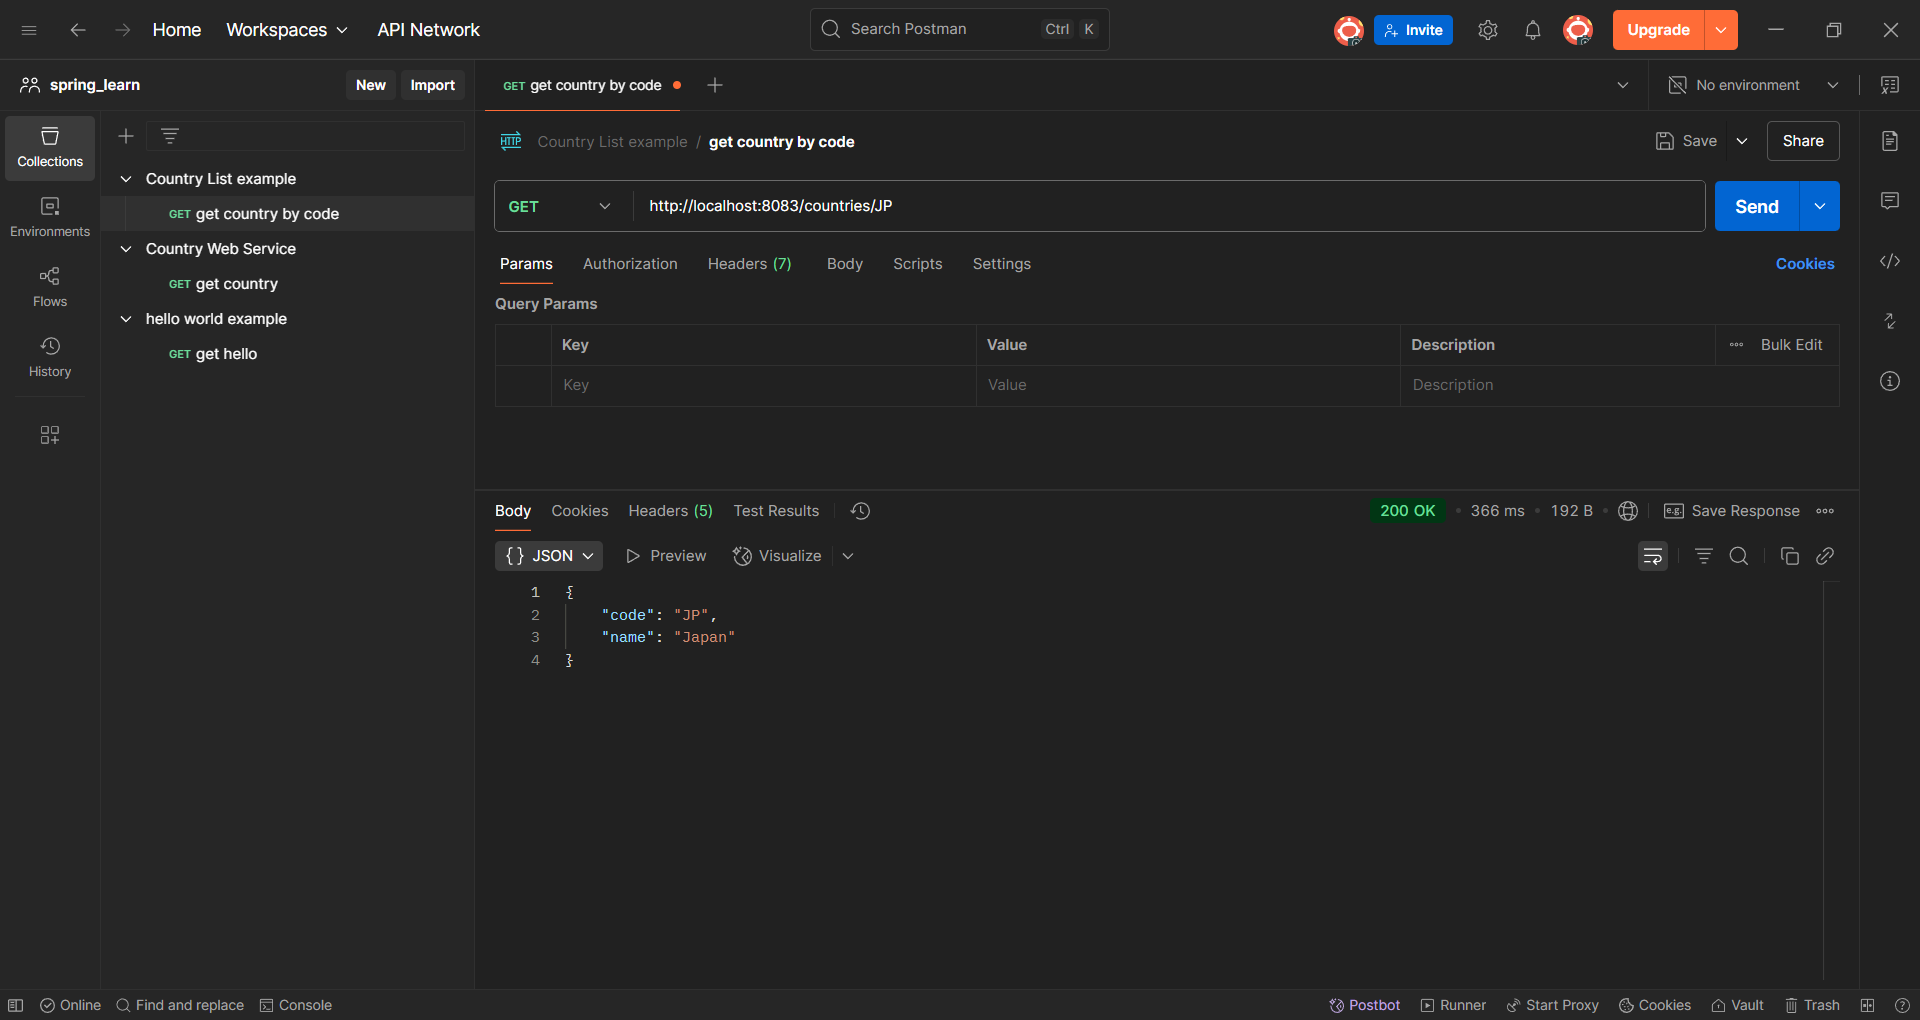 Home Workspaces API Network Search Postman Ctrl K Invite Upgrade
spring_learn New Import GET get country by code No environment
Collections
Environments
Flows
History
Country List example
GET get country by code
Country Web Service
GET get country
hello world example
GET get hello
HTTP Country List example / get country by code Save Share
GET http://localhost:8083/countries/JP Send
Params Authorization Headers (7) Body Scripts Settings Cookies
Query Params
Key Value Description Bulk Edit
Key Value Description
Body Cookies Headers (5) Test Results 200 OK 366 ms 192 B e.g. Save Response
{} JSON Preview Visualize
1 {
2 "code": "JP",
3 "name": "Japan"
4 }
Online Find and replace Console Postbot Runner Start Proxy Cookies Vault Trash